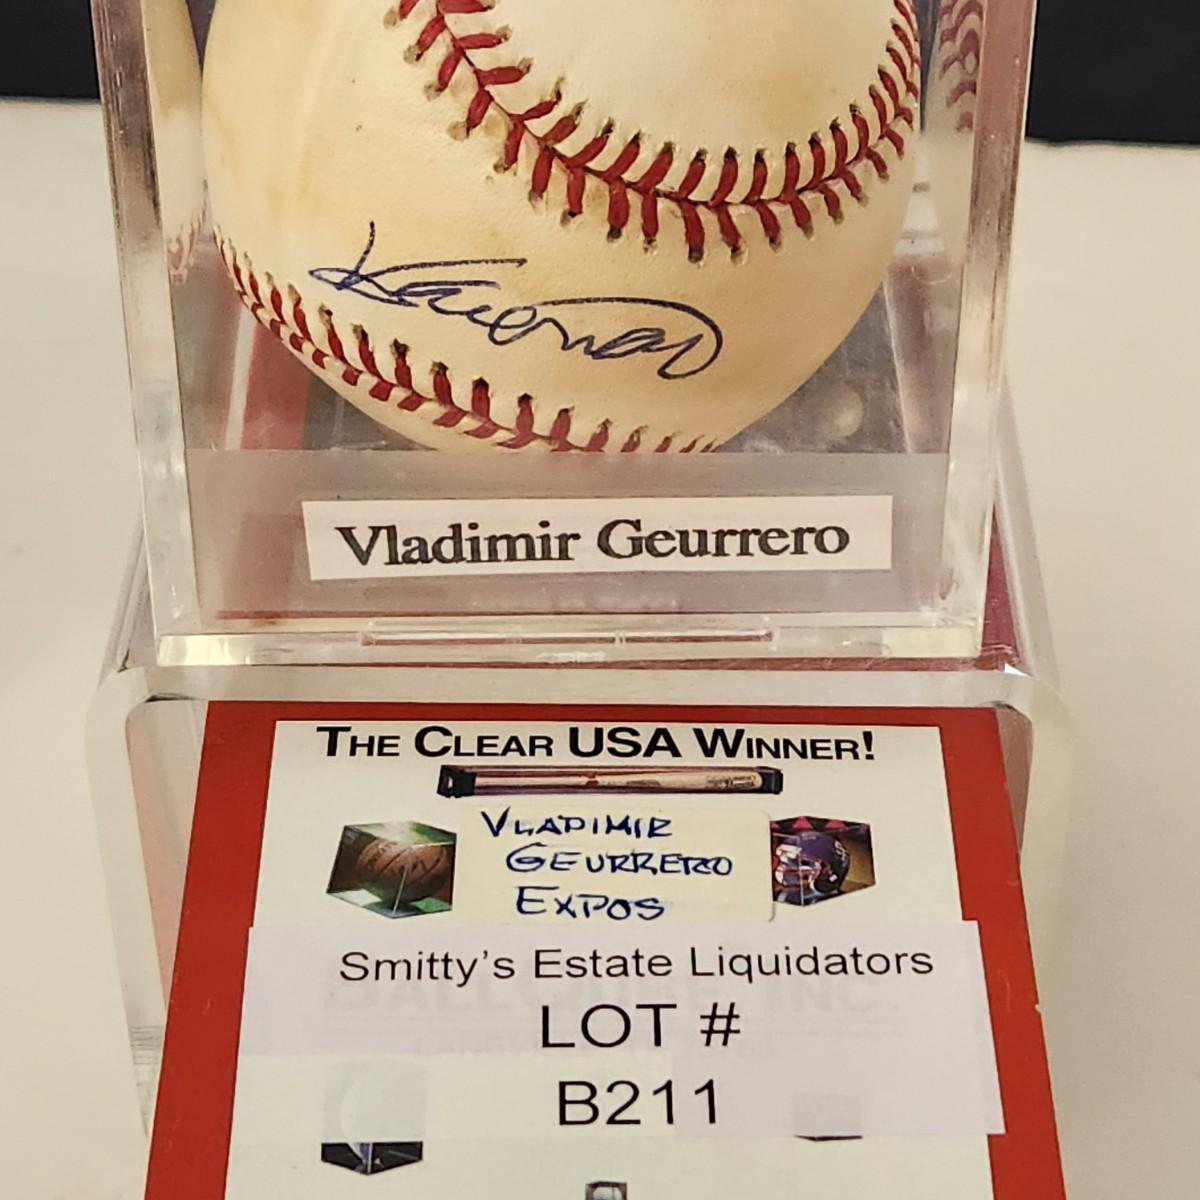 Vladimir Geurrero
THE CLEAR USA WINNER!
VLADIMIR
GEURRERO
EXPOS
Smitty's Estate Liquidators
LOT #
B211